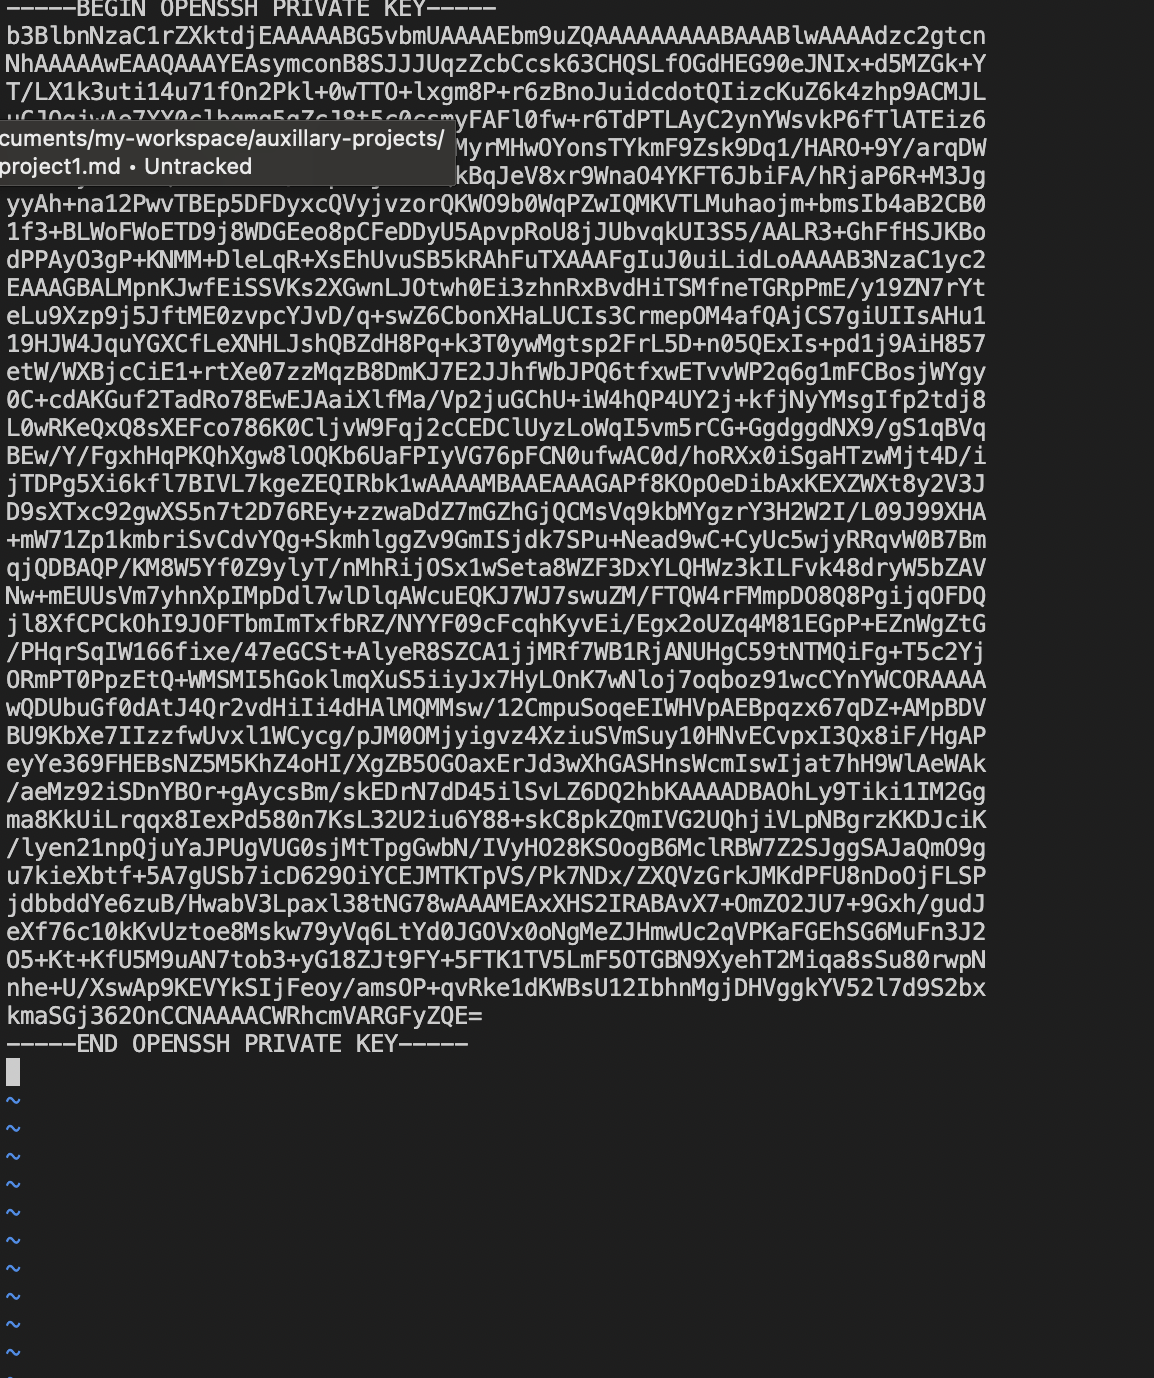 -----BEGIN OPENSSH PRIVATE KEY-----
b3BlbnNzaC1rZXktdjEAAAAABG5vbmUAAAAEbm9uZQAAAAAAAAABAAABlwAAAAdzc2gtcn
NhAAAAAwEAAQAAAYEAsymconB8SJJJUqzZcbCcsk63CHQSLfOGdHEG90eJNIx+d5MZGk+Y
T/LX1k3uti14u71fOn2Pkl+0wTTO+lxgm8P+r6zBnoJuidcdotQIizcKuZ6k4zhp9ACMJL
yFAFl0fw+r6TdPTLAyC2ynYWsvkP6fTlATEiz6
cuments/my-workspace/auxillary-projects/
MyrMHwOYonsTYkmF9Zsk9Dq1/HARO+9Y/arqDW
project1.md • Untracked
kBqJeV8xr9WnaO4YKFT6JbiFA/hRjaP6R+M3Jg
yyAh+na12PwvTBEp5DFDyxcQVyjvzorQKWO9b0WqPZwIQMKVTLMuhaojm+bmsIb4aB2CB0
1f3+BLWoFWoETD9j8WDGEeo8pCFeDDyU5ApvpRoU8jJUbvqkUI3S5/AALR3+GhFfHSJKBo
dPPAyO3gP+KNMM+DleLqR+XsEhUvuSB5kRAhFuTXAAAFgIuJ0uiLidLoAAAAB3NzaC1yc2
EAAAGBALMpnKJwfEiSSVKs2XGwnLJOtwh0Ei3zhnRxBvdHiTSMfneTGRpPmE/y19ZN7rYt
eLu9Xzp9j5JftME0zvpcYJvD/q+swZ6CbonXHaLUCIs3CrmepOM4afQAjCS7giUIIsAHu1
19HJW4JquYGXCfLeXNHLJshQBZdH8Pq+k3T0ywMgtsp2FrL5D+n05QExIs+pd1j9AiH857
etW/WXBjcCiE1+rtXe07zzMqzB8DmKJ7E2JJhfWbJPQ6tfxwETvvWP2q6g1mFCBosjWYgy
0C+cdAKGuf2TadRo78EwEJAaiXlfMa/Vp2juGChU+iW4hQP4UY2j+kfjNyYMsgIfp2tdj8
L0wRKeQxQ8sXEFco786K0CljvW9Fqj2cCEDClUyzLoWqI5vm5rCG+GgdggdNX9/gS1qBVq
BEw/Y/FgxhHqPKQhXgw8lOQKb6UaFPIyVG76pFCN0ufwAC0d/hoRXx0iSgaHTzwMjt4D/i
jTDPg5Xi6kfl7BIVL7kgeZEQIRbk1wAAAAMBAAEAAAGAPf8KOpOeDibAxKEXZWXt8y2V3J
D9sXTxc92gwXS5n7t2D76REy+zzwaDdZ7mGZhGjQCMsVq9kbMYgzrY3H2W2I/L09J99XHA
+mW71Zp1kmbriSvCdvYQg+SkmhlggZv9GmISjdk7SPu+Nead9wC+CyUc5wjyRRqvW0B7Bm
qjQDBAQP/KM8W5Yf0Z9ylyT/nMhRijOSx1wSeta8WZF3DxYLQHWz3kILFvk48dryW5bZAV
Nw+mEUUsVm7yhnXpIMpDdl7wlDlqAWcuEQKJ7WJ7swuZM/FTQW4rFMmpDO8Q8PgijqOFDQ
jl8XfCPCkOhI9JOFTbmImTxfbRZ/NYYF09cFcqhKyvEi/Egx2oUZq4M81EGpP+EZnWgZtG
/PHqrSqIW166fixe/47eGCSt+AlyeR8SZCA1jjMRf7WB1RjANUHgC59tNTMQiFg+T5c2Yj
ORmPT0PpzEtQ+WMSMI5hGoklmqXuS5iiyJx7HyLOnK7wNloj7oqboz91wcCYnYWCORAAAA
wQDUbuGf0dAtJ4Qr2vdHiIi4dHAlMQMMsw/12CmpuSoqeEIWHVpAEBpqzx67qDZ+AMpBDV
BU9KbXe7IIzzfwUvxl1WCycg/pJM0OMjyigvz4XziuSVmSuy10HNvECvpxI3Qx8iF/HgAP
eyYe369FHEBsNZ5M5KhZ4oHI/XgZB5OGOaxErJd3wXhGASHnsWcmIswIjat7hH9WlAeWAk
/aeMz92iSDnYBOr+gAycsBm/skEDrN7dD45ilSvLZ6DQ2hbKAAAADBAOhLy9Tiki1IM2Gg
ma8KkUiLrqqx8IexPd580n7KsL32U2iu6Y88+skC8pkZQmIVG2UQhjiVLpNBgrzKKDJciK
/lyen21npQjuYaJPUgVUG0sjMtTpgGwbN/IVyHO28KSOogB6MclRBW7Z2SJggSAJaQmO9g
u7kieXbtf+5A7gUSb7icD629OiYCEJMTKTpVS/Pk7NDx/ZXQVzGrkJMKdPFU8nDoOjFLSP
jdbbddYe6zuB/HwabV3Lpaxl38tNG78wAAAMEAxXHS2IRABAvX7+OmZO2JU7+9Gxh/gudJ
eXf76c10kKvUztoe8Mskw79yVq6LtYd0JGOVx0oNgMeZJHmwUc2qVPKaFGEhSG6MuFn3J2
O5+Kt+KfU5M9uAN7tob3+yG18ZJt9FY+5FTK1TV5LmF5OTGBN9XyehT2Miqa8sSu80rwpN
nhe+U/XswAp9KEVYkSIjFeoy/amsOP+qvRke1dKWBsU12IbhnMgjDHVggkYV52l7d9S2bx
kmaSGj362OnCCNAAAACWRhcmVARGFyZQE=
-----END OPENSSH PRIVATE KEY-----
~
~
~
~
~
~
~
~
~
~